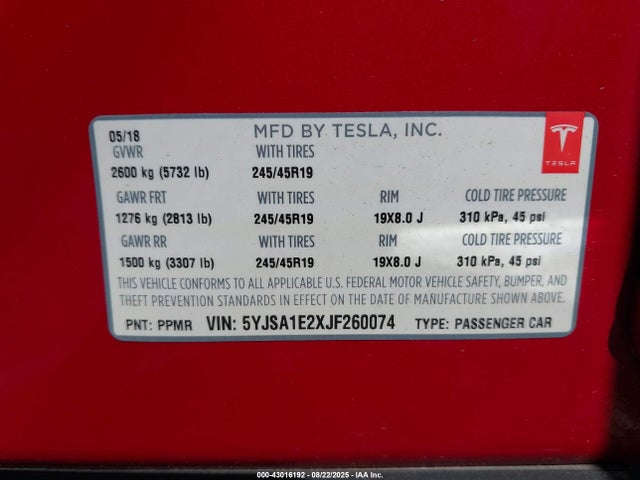 05/18 MFD BY TESLA, INC.
GVWR WITH TIRES
TESLA
2600 kg (5732 lb) 245/45R19
GAWR FRT WITH TIRES RIM COLD TIRE PRESSURE
1276 kg (2813 lb) 245/45R19 19X8.0 J 310 kPa, 45 psi
GAWR RR WITH TIRES RIM COLD TIRE PRESSURE
1500 kg (3307 lb) 245/45R19 19X8.0 J 310 kPa, 45 psi
THIS VEHICLE CONFORMS TO ALL APPLICABLE U.S. FEDERAL MOTOR VEHICLE SAFETY, BUMPER, AND
THEFT PREVENTION STANDARDS IN EFFECT ON THE DATE OF MANUFACTURE SHOWN ABOVE.
PNT: PPMR VIN: 5YJSA1E2XJF260074 TYPE: PASSENGER CAR
000-43016192 - 08/22/2025 - IAA Inc.